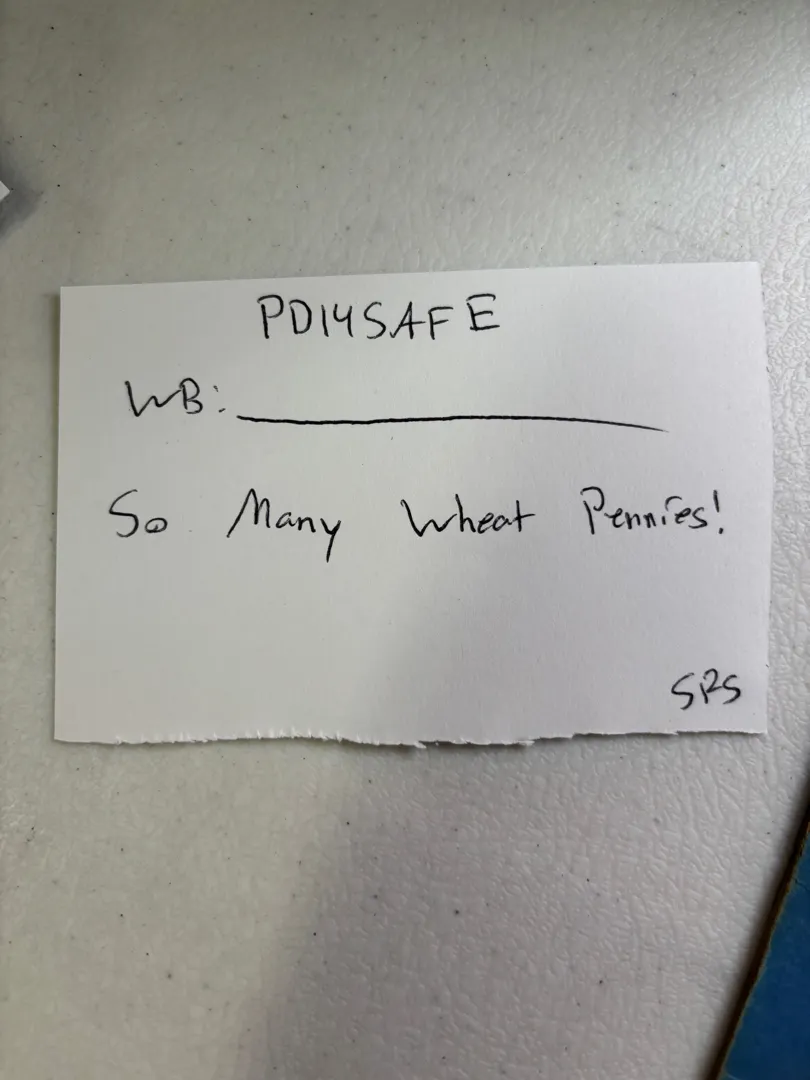 PD14SAFE
WB:
So Many Wheat Pennies!
SRS